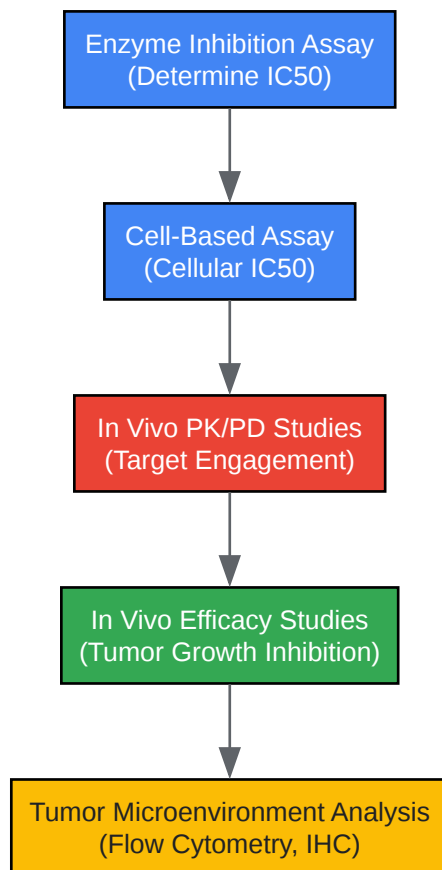 Enzyme Inhibition Assay
(Determine IC50)
Cell-Based Assay
(Cellular IC50)
In Vivo PK/PD Studies
(Target Engagement)
In Vivo Efficacy Studies
(Tumor Growth Inhibition)
Tumor Microenvironment Analysis
(Flow Cytometry, IHC)